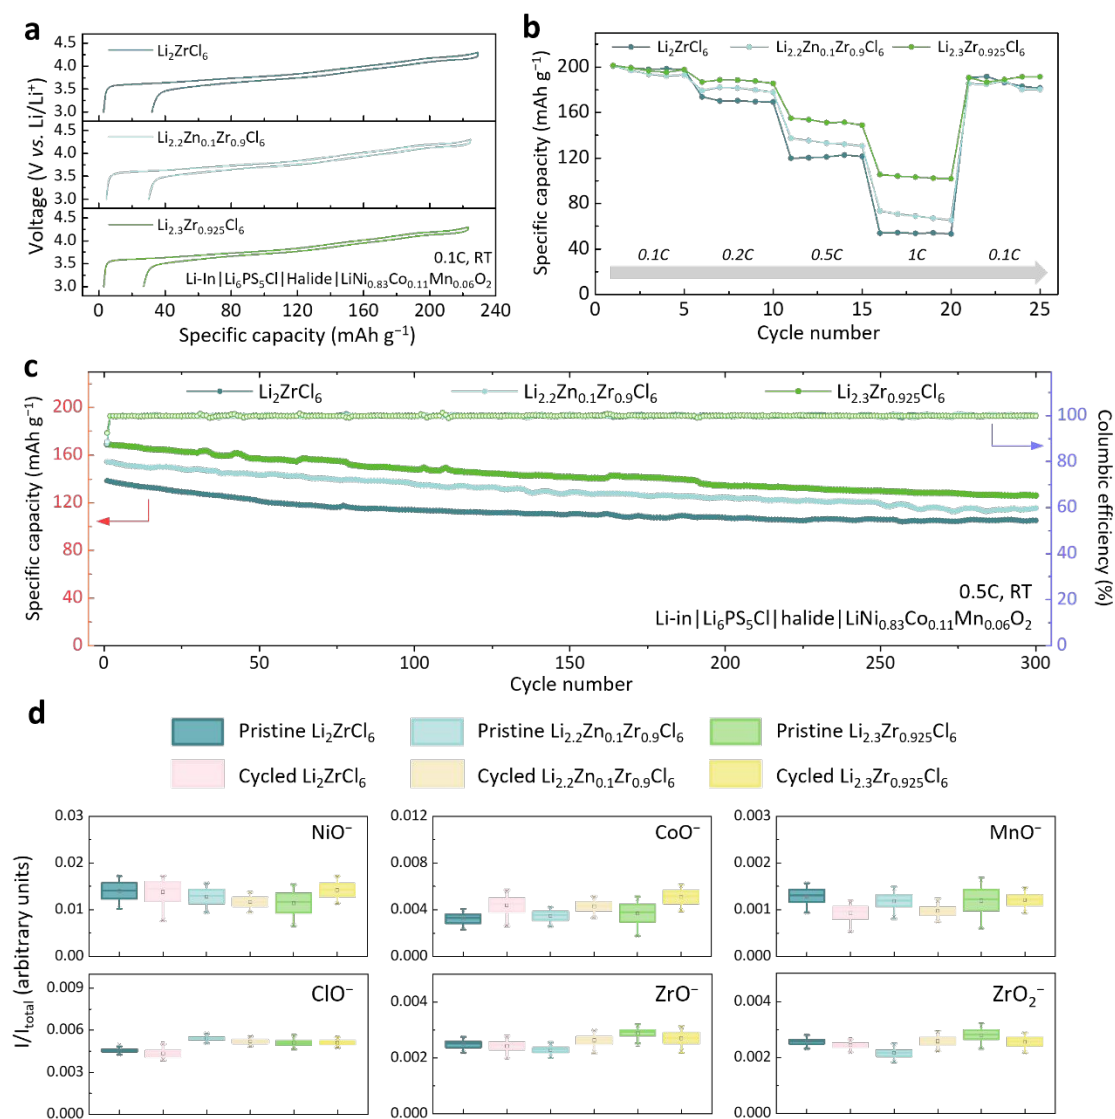 a
Voltage (V vs. Li/Li⁺)
4.5
4.0
3.5
3.0
Li₂ZrCl₆
4.5
4.0
3.5
3.0
Li₂.₂Zn₀.₁Zr₀.₉Cl₆
4.5
4.0
3.5
3.0
Li₂.₃Zr₀.₉₂₅Cl₆
0.1C, RT
Li-In|Li₆PS₅Cl|Halide|LiNi₀.₈₃Co₀.₁₁Mn₀.₀₆O₂
0 40 80 120 160 200 240
Specific capacity (mAh g⁻¹)
b
Li₂ZrCl₆ Li₂.₂Zn₀.₁Zr₀.₉Cl₆ Li₂.₃Zr₀.₉₂₅Cl₆
Specific capacity (mAh g⁻¹)
200
160
120
80
40
0
0.1C 0.2C 0.5C 1C 0.1C
0 5 10 15 20 25
Cycle number
c
Li₂ZrCl₆ Li₂.₂Zn₀.₁Zr₀.₉Cl₆ Li₂.₃Zr₀.₉₂₅Cl₆
Specific capacity (mAh g⁻¹)
200
160
120
80
40
0
100
80
60
40
20
0
Columbic efficiency (%)
0.5C, RT
Li-in|Li₆PS₅Cl|halide|LiNi₀.₈₃Co₀.₁₁Mn₀.₀₆O₂
0 50 100 150 200 250 300
Cycle number
d
Pristine Li₂ZrCl₆ Pristine Li₂.₂Zn₀.₁Zr₀.₉Cl₆ Pristine Li₂.₃Zr₀.₉₂₅Cl₆
Cycled Li₂ZrCl₆ Cycled Li₂.₂Zn₀.₁Zr₀.₉Cl₆ Cycled Li₂.₃Zr₀.₉₂₅Cl₆
I/Iₜₒₜₐₗ (arbitrary units)
NiO⁻
0.03
0.02
0.01
0.00
CoO⁻
0.012
0.008
0.004
0.000
MnO⁻
0.003
0.002
0.001
0.000
ClO⁻
0.009
0.006
0.003
0.000
ZrO⁻
0.004
0.002
0.000
ZrO₂⁻
0.004
0.002
0.000